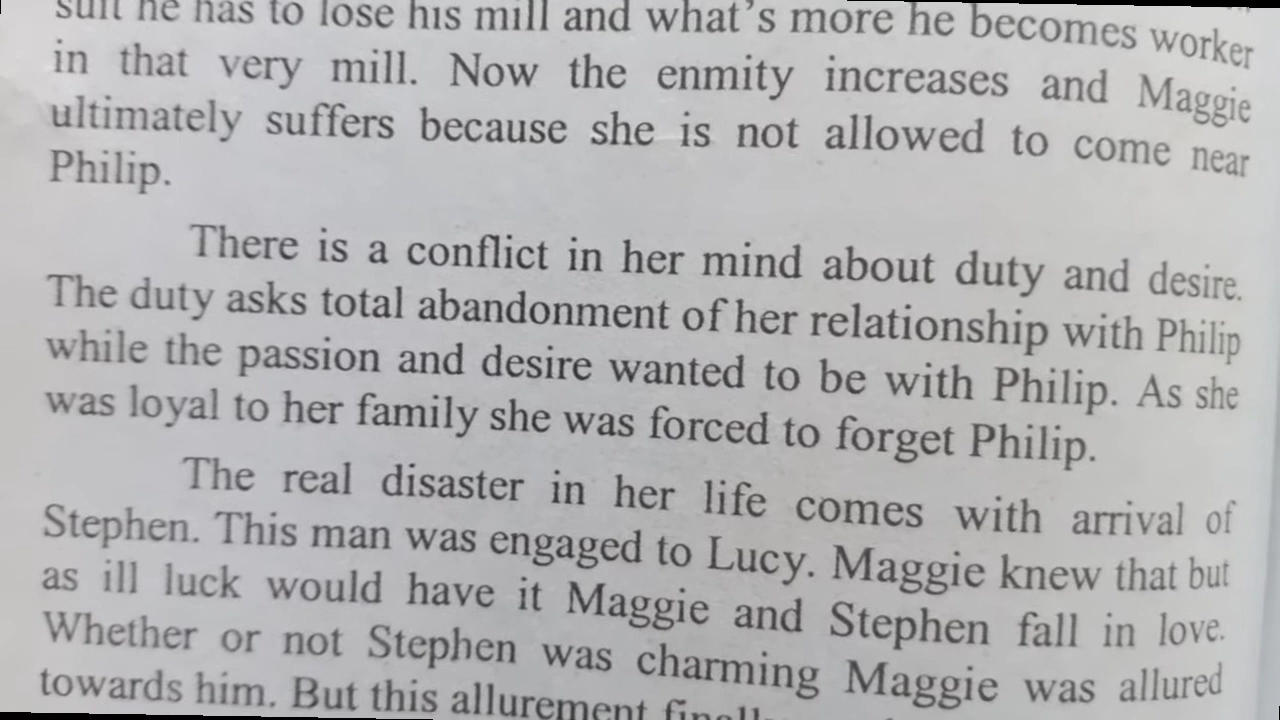 suit he has to lose his mill and what's more he becomes worker
in that very mill. Now the enmity increases and Maggie
ultimately suffers because she is not allowed to come near
Philip.
There is a conflict in her mind about duty and desire.
The duty asks total abandonment of her relationship with Philip
while the passion and desire wanted to be with Philip. As she
was loyal to her family she was forced to forget Philip.
The real disaster in her life comes with arrival of
Stephen. This man was engaged to Lucy. Maggie knew that but
as ill luck would have it Maggie and Stephen fall in love.
Whether or not Stephen was charming Maggie was allured
towards him. But this allurement finally